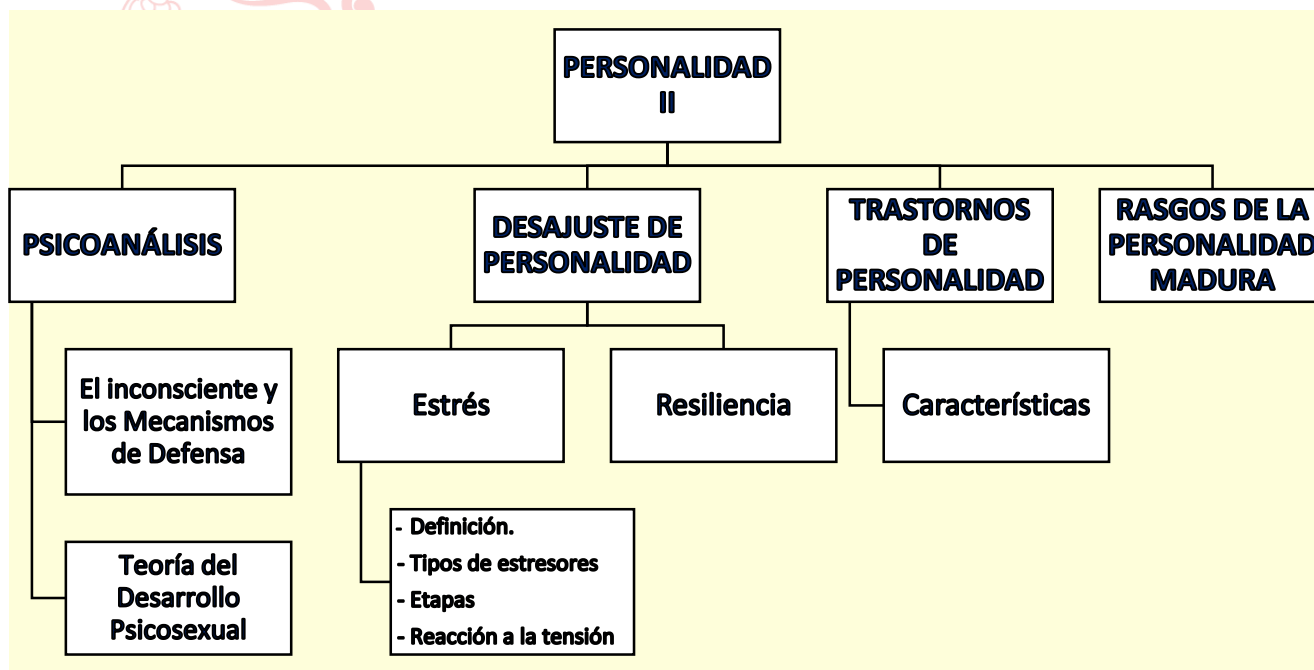 PERSONALIDAD
II
PSICOANÁLISIS
DESAJUSTE DE
PERSONALIDAD
TRASTORNOS
DE
PERSONALIDAD
RASGOS DE LA
PERSONALIDAD
MADURA
El inconsciente y
los Mecanismos
de Defensa
Estrés
Resiliencia
Características
Teoría del
Desarrollo
Psicosexual
- Definición.
- Tipos de estresores
- Etapas
- Reacción a la tensión